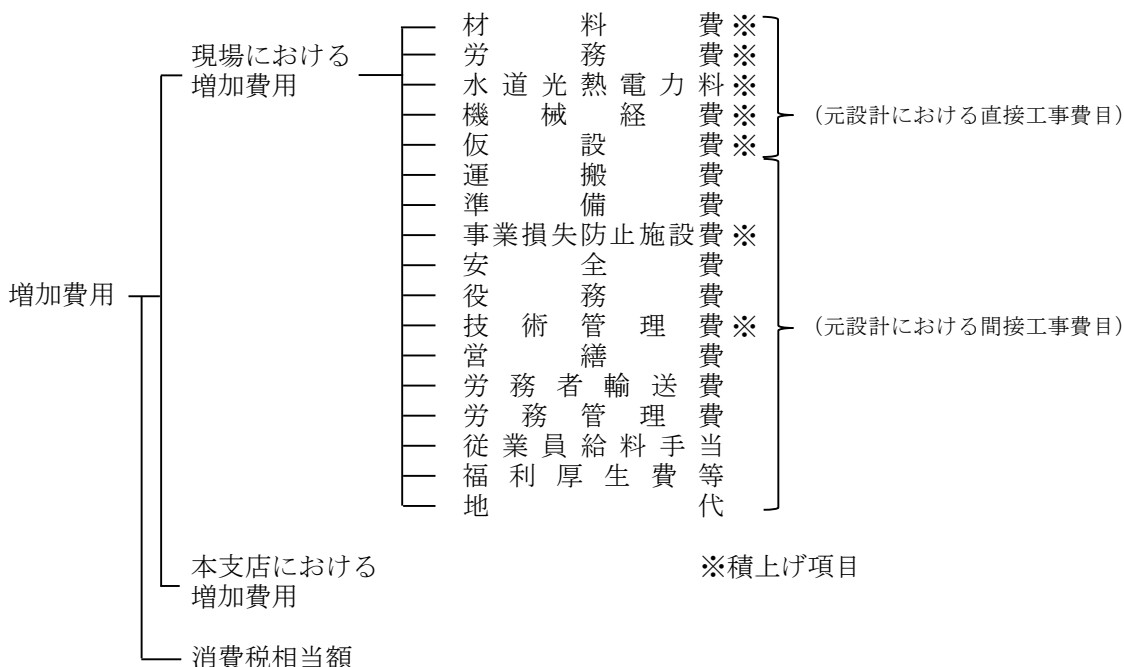 材料費※
現場における
増加費用
労務費※
水道光熱電力料※
機械経費※
(元設計における直接工事費目)
仮設費※
運搬費
準備費
事業損失防止施設費※
安全費
増加費用
役務費
技術管理費※
(元設計における間接工事費目)
営繕費
労務者輸送費
労務管理費
従業員給料手当
福利厚生費等
地代
本支店における
増加費用
※積上げ項目
消費税相当額